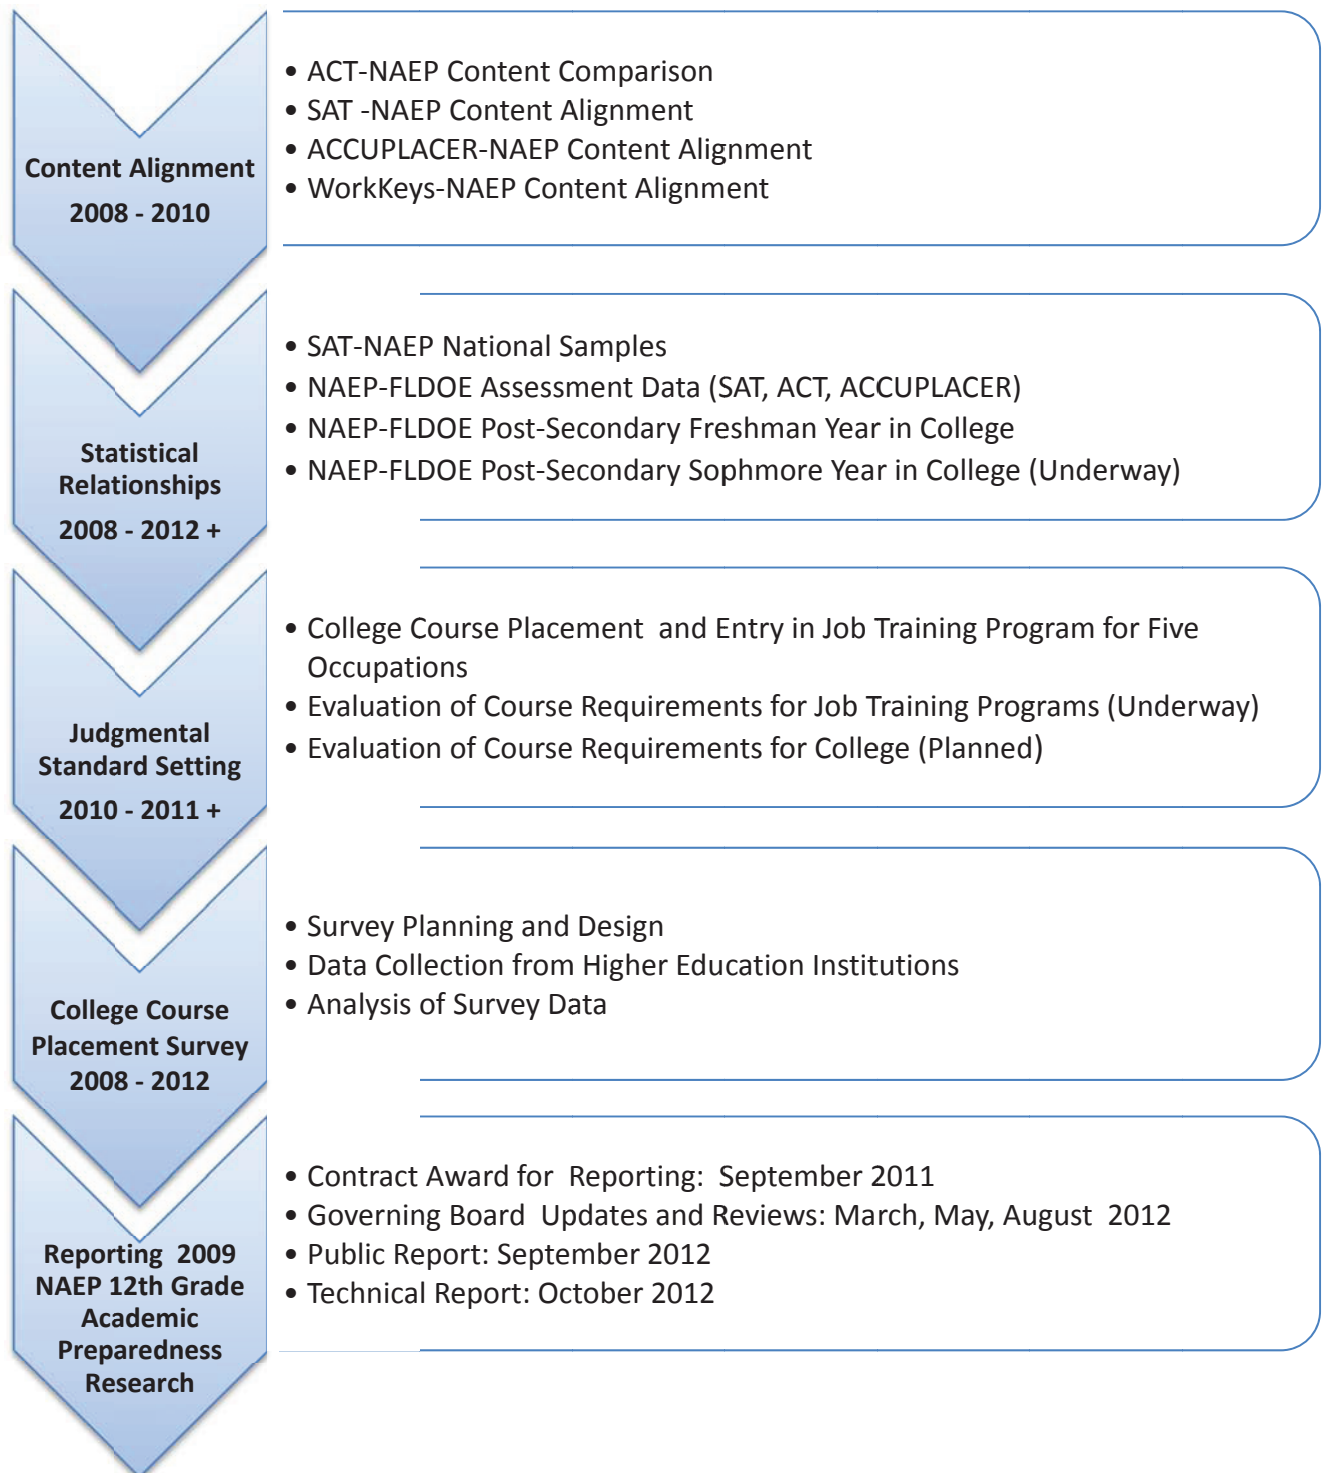 Content Alignment
2008 - 2010
• ACT-NAEP Content Comparison
• SAT -NAEP Content Alignment
• ACCUPLACER-NAEP Content Alignment
• WorkKeys-NAEP Content Alignment
Statistical
Relationships
2008 - 2012 +
• SAT-NAEP National Samples
• NAEP-FLDOE Assessment Data (SAT, ACT, ACCUPLACER)
• NAEP-FLDOE Post-Secondary Freshman Year in College
• NAEP-FLDOE Post-Secondary Sophmore Year in College (Underway)
Judgmental
Standard Setting
2010 - 2011 +
• College Course Placement and Entry in Job Training Program for Five
Occupations
• Evaluation of Course Requirements for Job Training Programs (Underway)
• Evaluation of Course Requirements for College (Planned)
College Course
Placement Survey
2008 - 2012
• Survey Planning and Design
• Data Collection from Higher Education Institutions
• Analysis of Survey Data
Reporting 2009
NAEP 12th Grade
Academic
Preparedness
Research
• Contract Award for Reporting: September 2011
• Governing Board Updates and Reviews: March, May, August 2012
• Public Report: September 2012
• Technical Report: October 2012